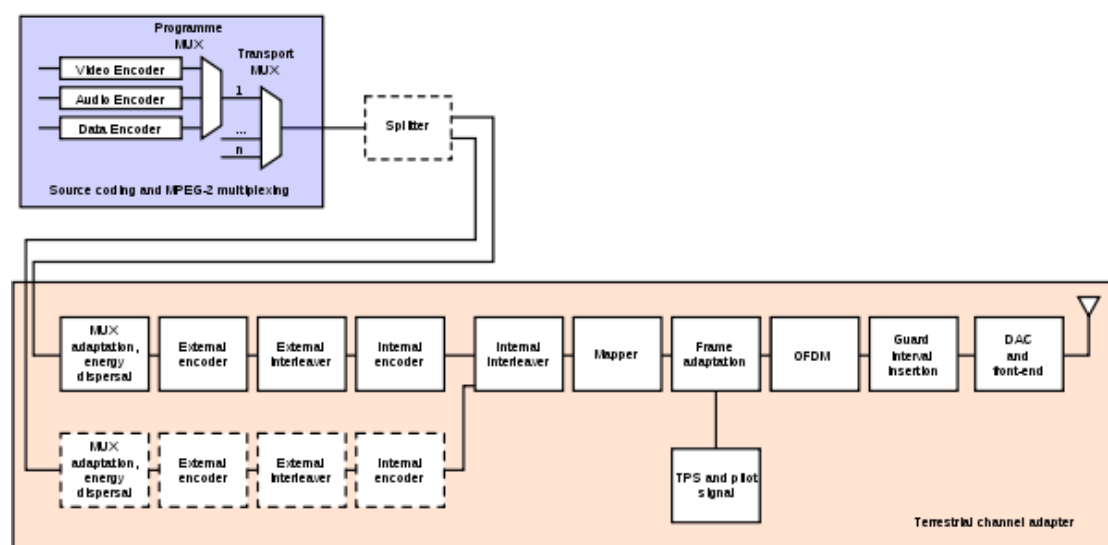 Programme
MUX
Transport
MUX
Video Encoder
Audio Encoder
Data Encoder
1
...
n
Splitter
Source coding and MPEG-2 multiplexing
MUX
adaptation,
energy
dispersal
External
encoder
External
Interleaver
Internal
encoder
Internal
Interleaver
Mapper
Frame
adaptation
OFDM
Guard
Interval
Insertion
DAC
and
front-end
MUX
adaptation,
energy
dispersal
External
encoder
External
Interleaver
Internal
encoder
TPS and pilot
signal
Terrestrial channel adapter